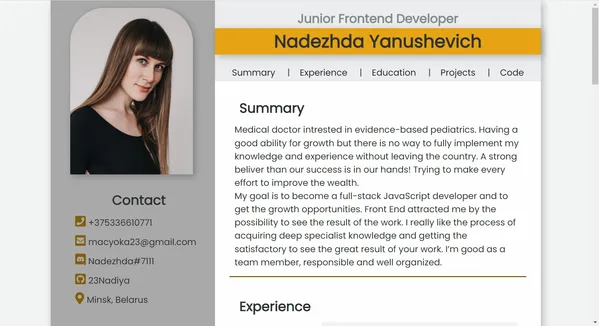 Junior Frontend Developer
Nadezhda Yanushevich
Summary | Experience | Education | Projects | Code
Summary
Medical doctor intrested in evidence-based pediatrics. Having a
good ability for growth but there is no way to fully implement my
knowledge and experience without leaving the country. A strong
beliver than our success is in our hands! Trying to make every
effort to improve the wealth.
My goal is to become a full-stack JavaScript developer and to
get the growth opportunities. Front End attracted me by the
possibility to see the result of the work. I really like the process of
acquiring deep specialist knowledge and getting the
satisfactory to see the great result of your work. I'm good as a
team member, responsible and well organized.
Experience
Contact
+375336610771
macyoka23@gmail.com
Nadezhda#7111
23Nadiya
Minsk, Belarus